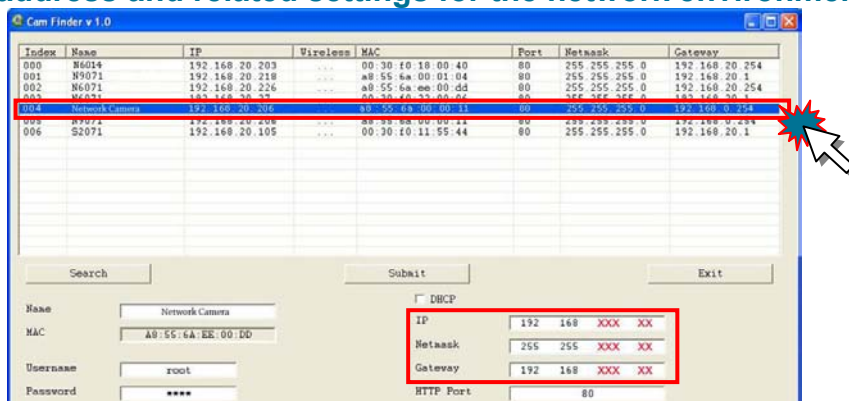 address and related settings for the network environmen
Cam Finder v 1.0
Index Name IP Wireless MAC Port Netmask Gateway
000 N6014 192.168.20.203 ... 00:30:f0:18:00:40 80 255.255.255.0 192.168.20.254
001 N9071 192.168.20.218 ... a8:55:6a:00:01:04 80 255.255.255.0 192.168.20.1
002 N6071 192.168.20.226 ... a8:55:6a:ee:00:dd 80 255.255.255.0 192.168.20.254
004 Network Camera 192.168.20.206 ... a8:55:6a:00:00:11 80 255.255.255.0 192.168.0.254
006 S2071 192.168.20.105 ... 00:30:f0:11:55:44 80 255.255.255.0 192.168.20.1
Search Submit Exit
DHCP
Name Network Camera
IP 192 168 XXX XX
MAC A8:55:6A:EE:00:DD
Netmask 255 255 XXX XX
Username root
Gateway 192 168 XXX XX
Password ****
HTTP Port 80